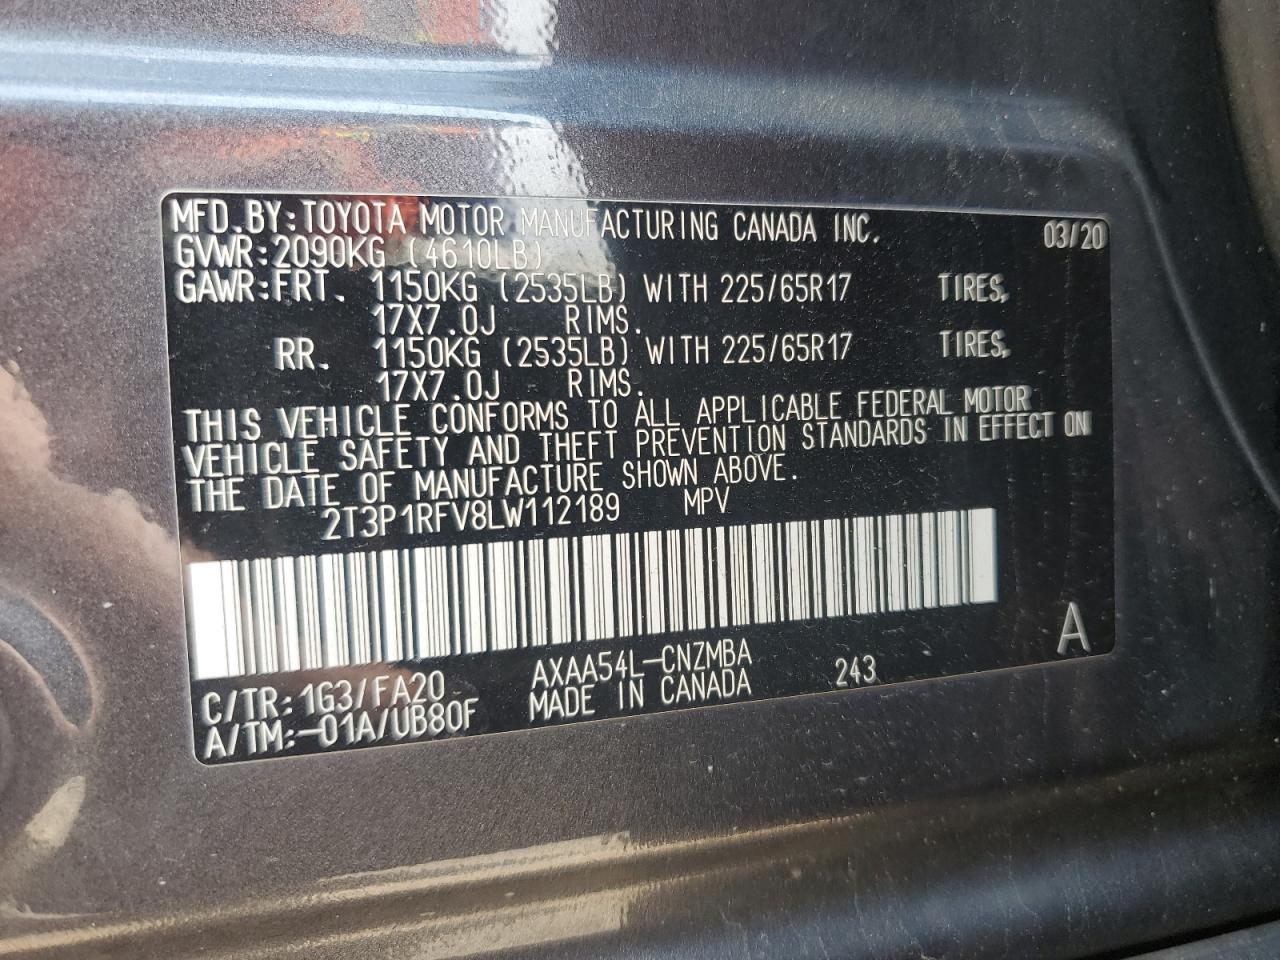 MFD.BY:TOYOTA MOTOR MANUFACTURING CANADA INC. 03/20
GVWR:2090KG (4610LB)
GAWR:FRT. 1150KG (2535LB) WITH 225/65R17 TIRES,
17X7.0J RIMS.
RR. 1150KG (2535LB) WITH 225/65R17 TIRES,
17X7.0J RIMS.
THIS VEHICLE CONFORMS TO ALL APPLICABLE FEDERAL MOTOR
VEHICLE SAFETY AND THEFT PREVENTION STANDARDS IN EFFECT ON
THE DATE OF MANUFACTURE SHOWN ABOVE.
2T3P1RFV8LW112189 MPV
A
C/TR:1G3/FA20 AXAA54L-CNZMBA 243
A/TM:-01A/UB80F MADE IN CANADA